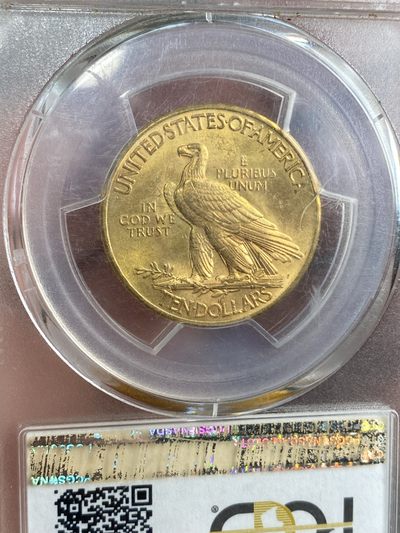 UNITED STATES OF AMERICA
E
PLURIBUS
UNUM
IN
GOD WE
TRUST
TEN·DOLLARS